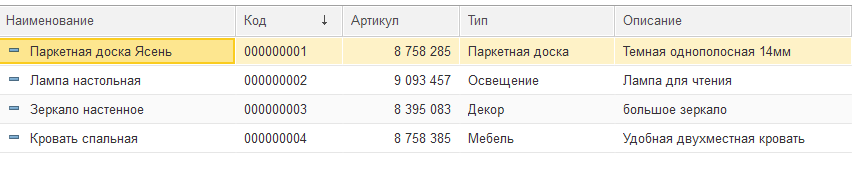 Наименование Код ↓ Артикул Тип Описание
Паркетная доска Ясень 000000001 8 758 285 Паркетная доска Темная однополосная 14мм
Лампа настольная 000000002 9 093 457 Освещение Лампа для чтения
Зеркало настенное 000000003 8 395 083 Декор большое зеркало
Кровать спальная 000000004 8 758 385 Мебель Удобная двухместная кровать